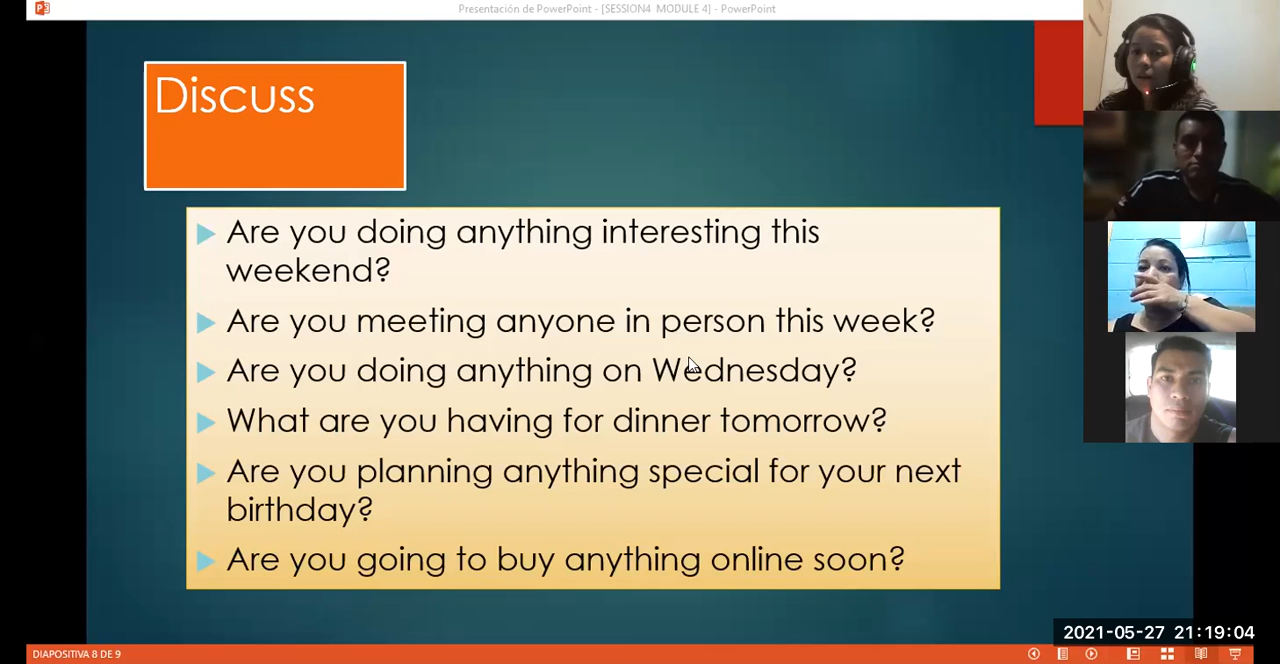 Presentación de PowerPoint - [SESSION4 MODULE 4] - PowerPoint
Discuss
Are you doing anything interesting this
weekend?
Are you meeting anyone in person this week?
Are you doing anything on Wednesday?
What are you having for dinner tomorrow?
Are you planning anything special for your next
birthday?
Are you going to buy anything online soon?
2021-05-27 21:19:04
DIAPOSITIVA 8 DE 9